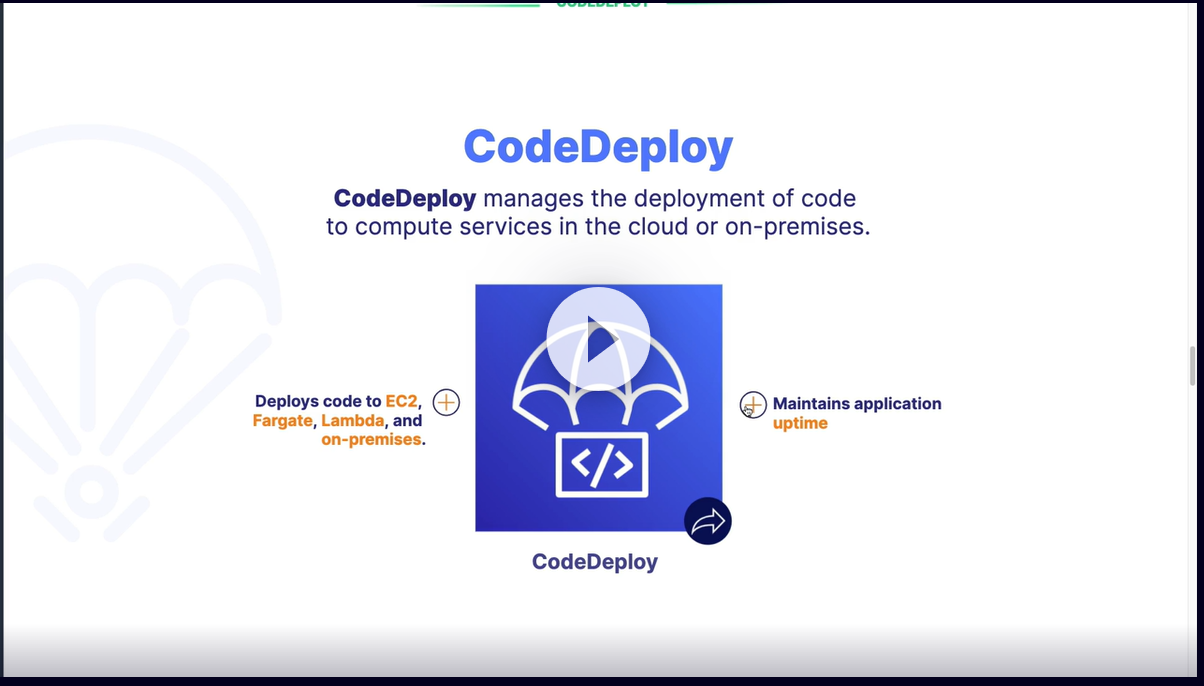 CODEDEPLOY
CodeDeploy
CodeDeploy manages the deployment of code
to compute services in the cloud or on-premises.
Deploys code to EC2,
Fargate, Lambda, and
on-premises.
</>
Maintains application
uptime
CodeDeploy